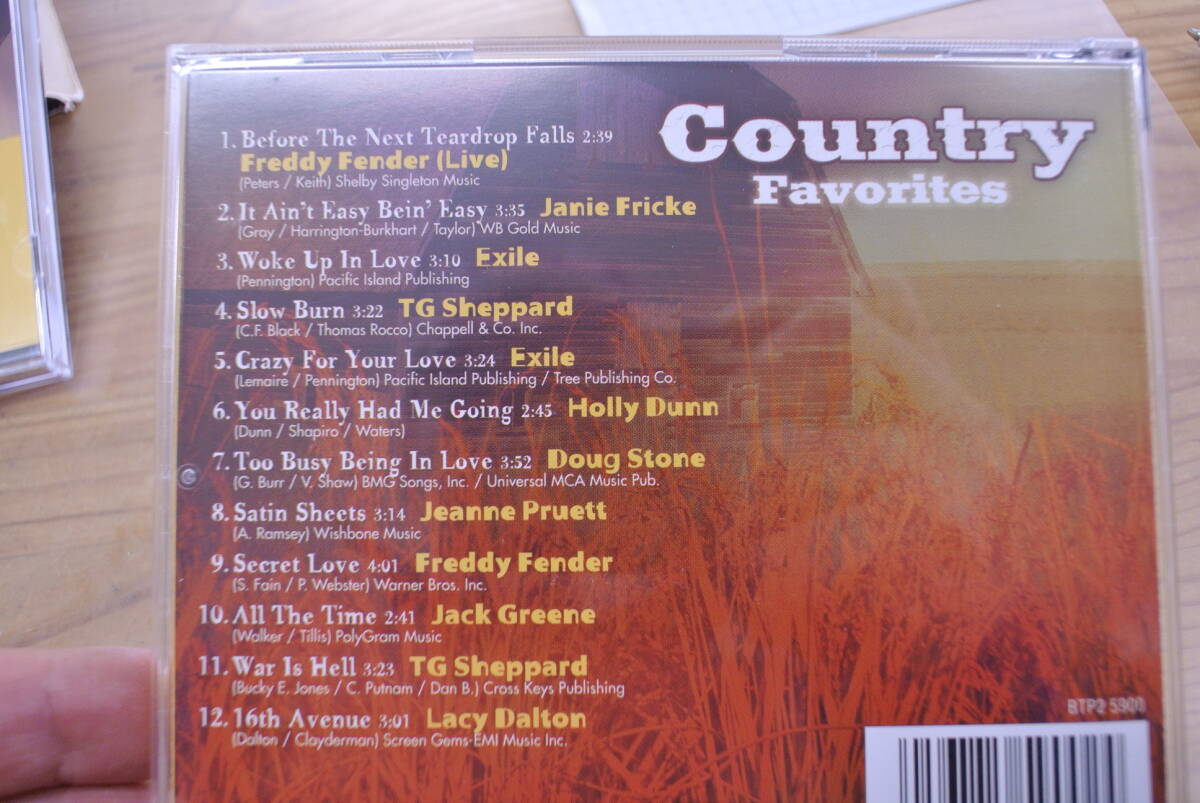 Country
Favorites
1. Before The Next Teardrop Falls 2:39
Freddy Fender (Live)
(Peters / Keith) Shelby Singleton Music
2. It Ain't Easy Bein' Easy 3:35 Janie Fricke
(Gray / Harrington-Burkhart / Taylor) WB Gold Music
3. Woke Up In Love 3:10 Exile
(Pennington) Pacific Island Publishing
4. Slow Burn 3:22 TG Sheppard
(C.F. Black / Thomas Rocco) Chappell & Co. Inc.
5. Crazy For Your Love 3:24 Exile
(Lemaire / Pennington) Pacific Island Publishing / Tree Publishing Co.
6. You Really Had Me Going 2:45 Holly Dunn
(Dunn / Shapiro / Waters)
7. Too Busy Being In Love 3:52 Doug Stone
(G. Burr / V. Shaw) BMG Songs, Inc. / Universal MCA Music Pub.
8. Satin Sheets 3:14 Jeanne Pruett
(A. Ramsey) Wishbone Music
9. Secret Love 4:01 Freddy Fender
(S. Fain / P. Webster) Warner Bros. Inc.
10. All The Time 2:41 Jack Greene
(Walker / Tillis) PolyGram Music
11. War Is Hell 3:23 TG Sheppard
(Bucky E. Jones / C. Putnam / Dan B.) Cross Keys Publishing
12. 16th Avenue 3:01 Lacy Dalton
(Dalton / Clayderman) Screen Gems-EMI Music Inc.
BTP2